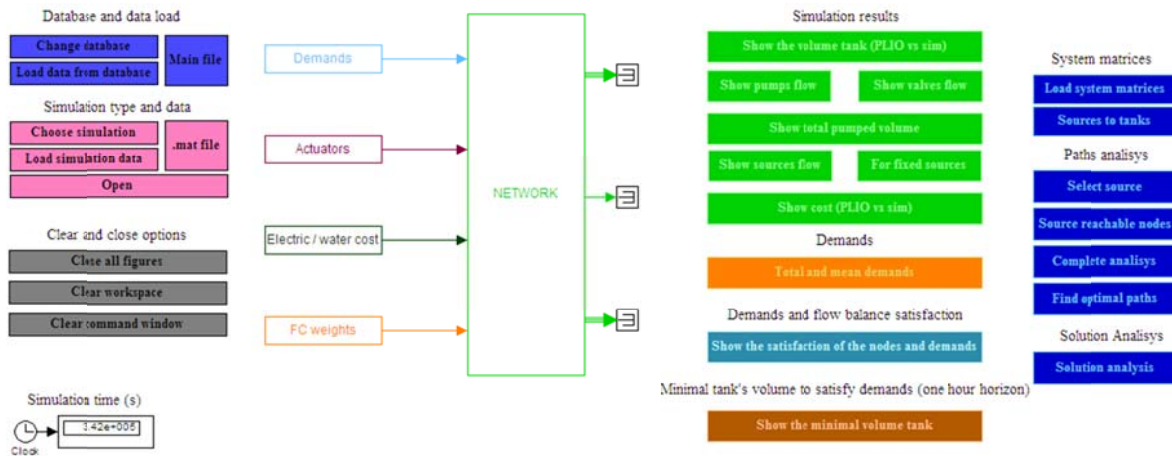 Database and data load
Change database
Load data from database
Main file
Simulation type and data
Choose simulation
Load simulation data
.mat file
Open
Clear and close options
Close all figures
Clear workspace
Clear command window
Simulation time (s)
3.42e+005
Clock
Demands
Actuators
Electric / water cost
FC weights
NETWORK
Simulation results
Show the volume tank (PLIO vs sim)
Show pumps flow
Show valves flow
Show total pumped volume
Show sources flow
For fixed sources
Show cost (PLIO vs sim)
Demands
Total and mean demands
Demands and flow balance satisfaction
Show the satisfaction of the nodes and demands
Minimal tank's volume to satisfy demands (one hour horizon)
Show the minimal volume tank
System matrices
Load system matrices
Sources to tanks
Paths analisys
Select source
Source reachable nodes
Complete analisys
Find optimal paths
Solution Analisys
Solution analysis